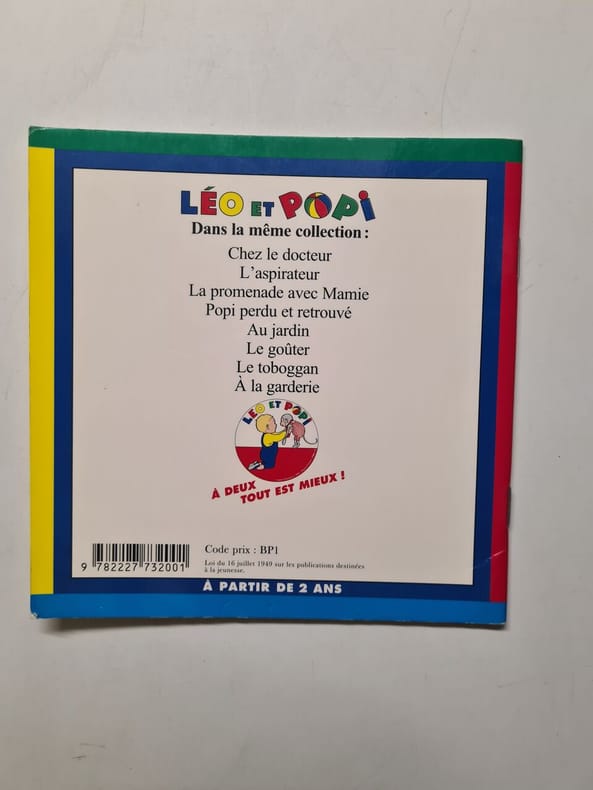 LÉO ET POPI
Dans la même collection :
Chez le docteur
L'aspirateur
La promenade avec Mamie
Popi perdu et retrouvé
Au jardin
Le goûter
Le toboggan
À la garderie
LÉO ET POPI
À DEUX
TOUT EST MIEUX !
Code prix : BP1
Loi du 16 juillet 1949 sur les publications destinées
à la jeunesse.
9 782227 732001
À PARTIR DE 2 ANS